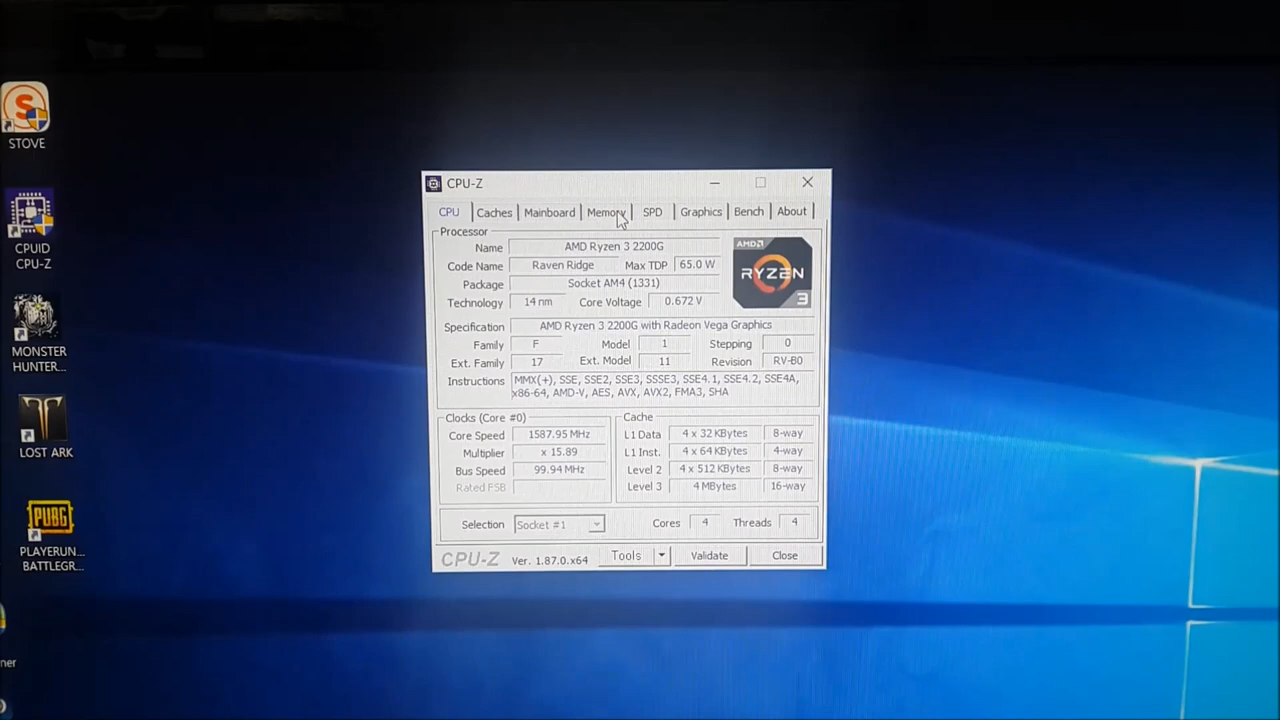 STOVE
CPUID
CPU-Z
MONSTER
HUNTER...
LOST ARK
PUBG
PLAYERUN...
BATTLEGR...
ner
CPU-Z
CPU Caches Mainboard Memory SPD Graphics Bench About
Processor
Name AMD Ryzen 3 2200G
Code Name Raven Ridge Max TDP 65.0 W
Package Socket AM4 (1331)
Technology 14 nm Core Voltage 0.672 V
AMD
RYZEN
3
Specification AMD Ryzen 3 2200G with Radeon Vega Graphics
Family F Model 1 Stepping 0
Ext. Family 17 Ext. Model 11 Revision RV-B0
Instructions MMX(+), SSE, SSE2, SSE3, SSSE3, SSE4.1, SSE4.2, SSE4A,
x86-64, AMD-V, AES, AVX, AVX2, FMA3, SHA
Clocks (Core #0)
Core Speed 1587.95 MHz
Multiplier x 15.89
Bus Speed 99.94 MHz
Rated FSB
Cache
L1 Data 4 x 32 KBytes 8-way
L1 Inst. 4 x 64 KBytes 4-way
Level 2 4 x 512 KBytes 8-way
Level 3 4 MBytes 16-way
Selection Socket #1 Cores 4 Threads 4
CPU-Z Ver. 1.87.0.x64 Tools Validate Close